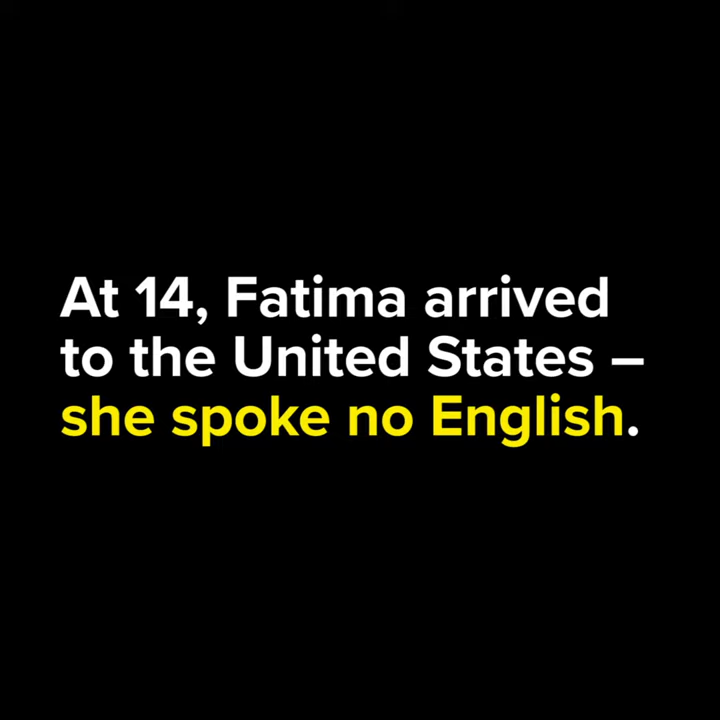 At 14, Fatima arrived
to the United States –
she spoke no English.